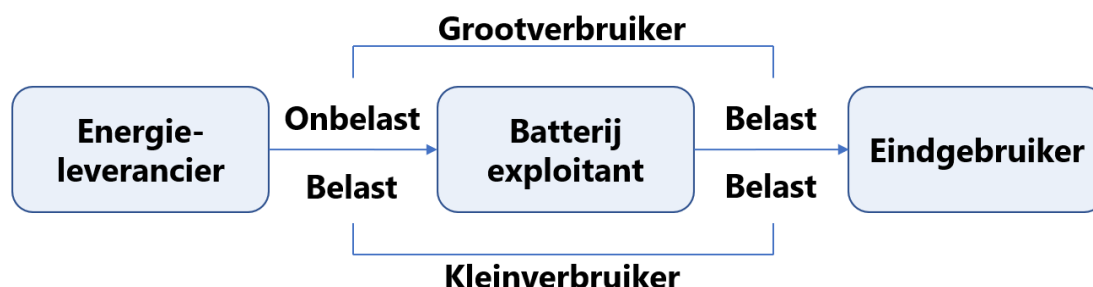 Grootverbruiker
Energie-
leverancier
Onbelast
Belast
Batterij
exploitant
Belast
Belast
Eindgebruiker
Kleinverbruiker